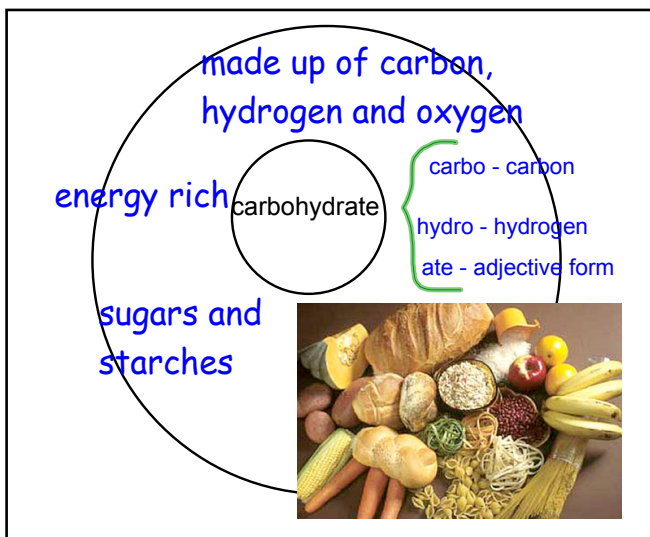 made up of carbon,
hydrogen and oxygen
energy rich
carbohydrate
carbo - carbon
hydro - hydrogen
ate - adjective form
sugars and
starches